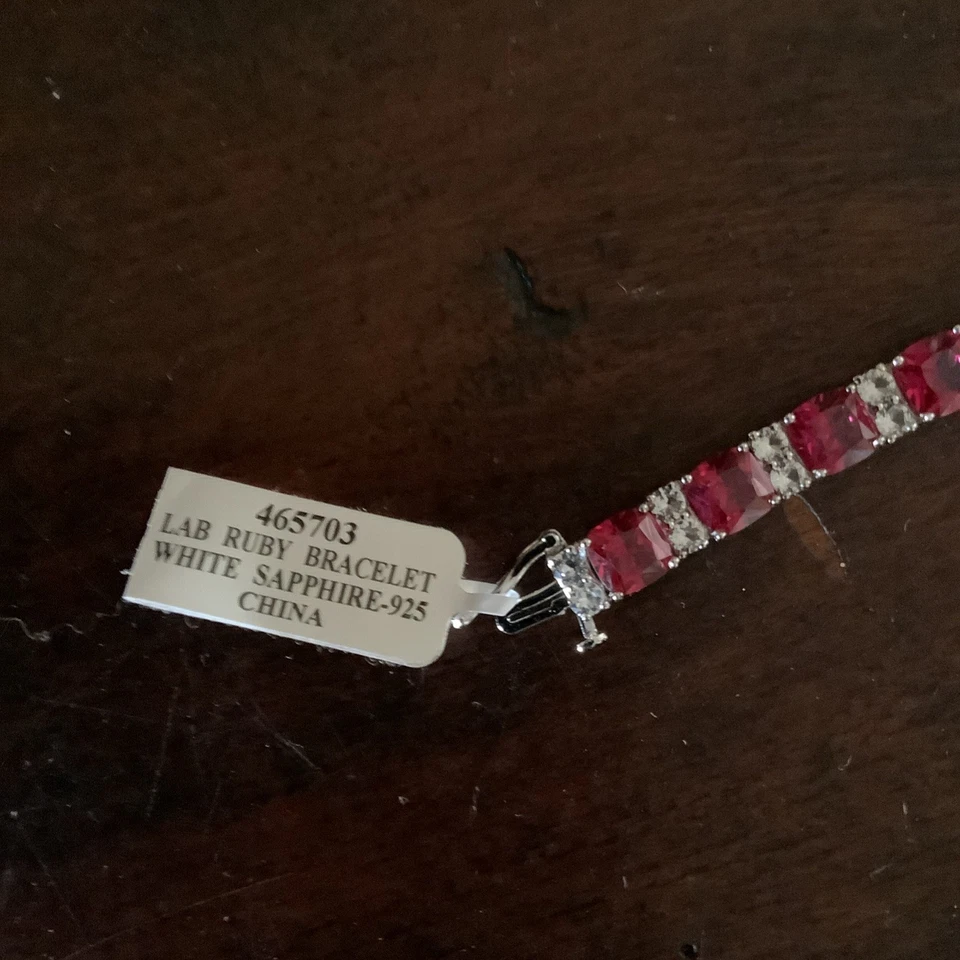 465703
LAB RUBY BRACELET
WHITE SAPPHIRE-925
CHINA